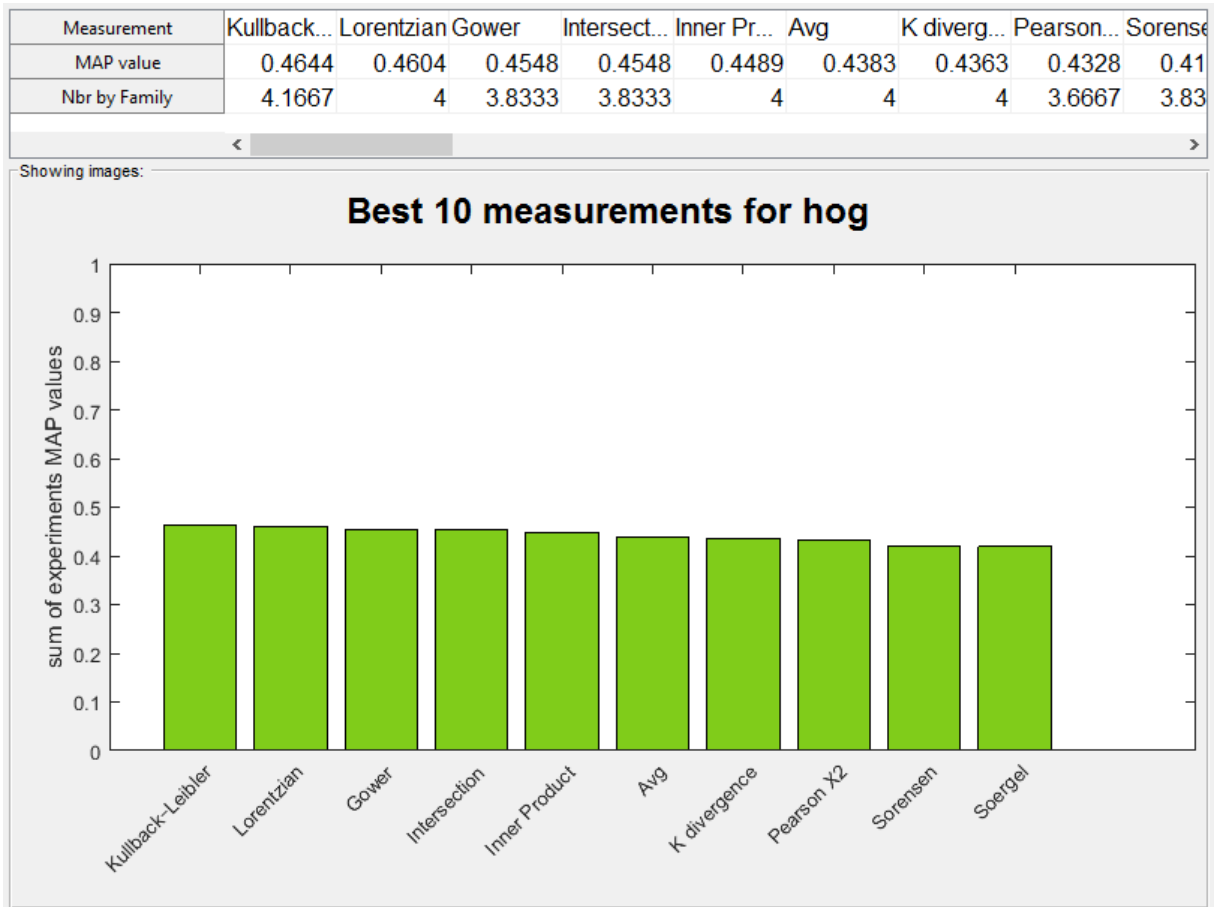 Measurement Kullback... Lorentzian Gower Intersect... Inner Pr... Avg K diverg... Pearson... Sorense
MAP value 0.4644 0.4604 0.4548 0.4548 0.4489 0.4383 0.4363 0.4328 0.41
Nbr by Family 4.1667 4 3.8333 3.8333 4 4 4 3.6667 3.83
Showing images:
Best 10 measurements for hog
sum of experiments MAP values
1
0.9
0.8
0.7
0.6
0.5
0.4
0.3
0.2
0.1
0
Kullback-Leibler
Lorentzian
Gower
Intersection
Inner Product
Avg
K divergence
Pearson X2
Sorensen
Soergel